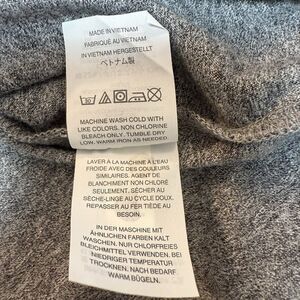 MADE IN VIETNAM
FABRIQUÉ AU VIETNAM
IN VIETNAM HERGESTELLT
ベトナム製
30
MACHINE WASH COLD WITH
LIKE COLORS. NON CHLORINE
BLEACH ONLY. TUMBLE DRY
LOW. WARM IRON AS NEEDED.
LAVER À LA MACHINE À L'EAU
FROIDE AVEC DES COULEURS
SIMILAIRES. AGENT DE
BLANCHIMENT NON CHLORÉ
SEULEMENT, SÉCHER AU
SÈCHE-LINGE AU CYCLE DOUX.
REPASSER AU FER TIÈDE AU
BESOIN.
IN DER MASCHINE MIT
ÄHNLICHEN FARBEN KALT
WASCHEN. NUR CHLORFREIES
BLEICHMITTEL VERWENDEN. BEI
NIEDRIGER TEMPERATUR
TROCKNEN. NACH BEDARF
WARM BÜGELN.